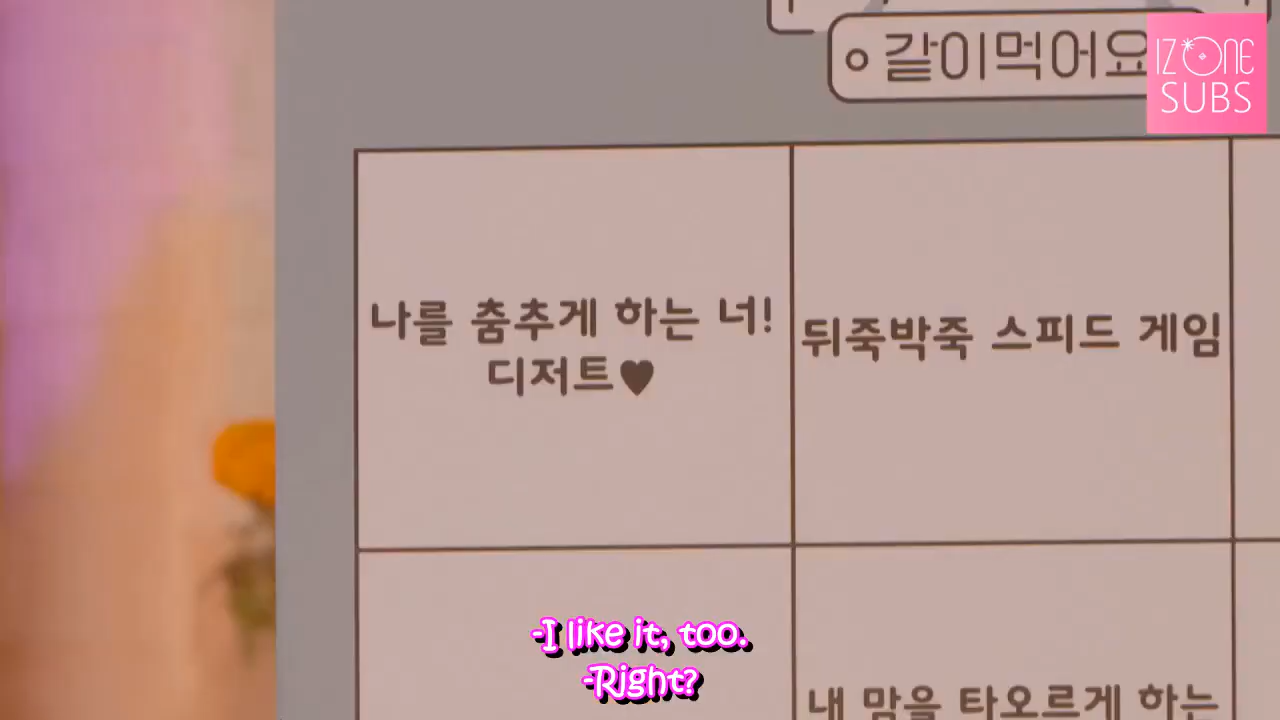 같이먹어요
IZ*ONE
SUBS
나를 춤추게 하는 너!
디저트♥
뒤죽박죽 스피드 게임
내 맘을 타오르게 하는
-I like it, too.
-Right?